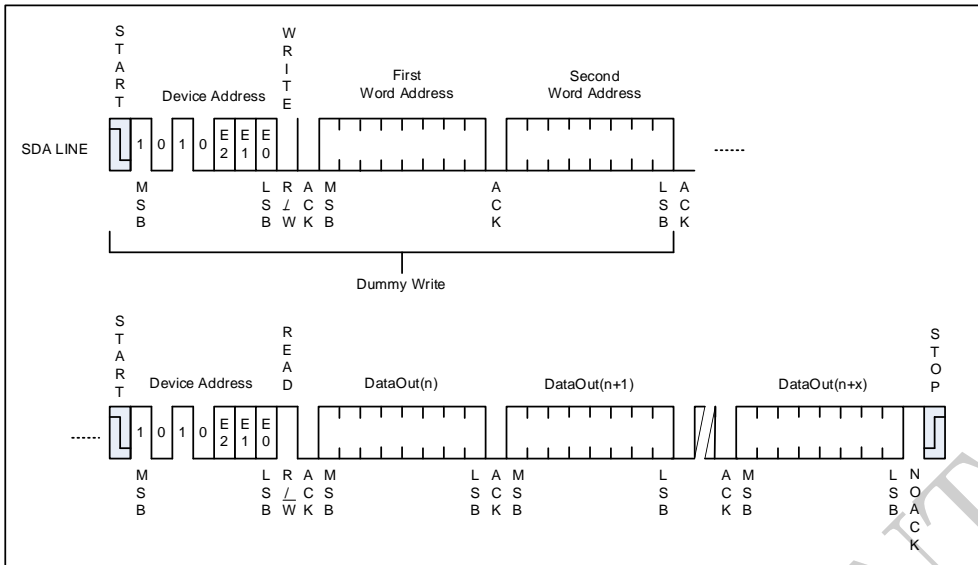 START
WRITE
Device Address
First
Word Address
Second
Word Address
SDA LINE
1 0 1 0 E2 E1 E0
......
MSB
LSB
R/W
ACK
MSB
ACK
LSB
ACK
Dummy Write
START
READ
STOP
Device Address
DataOut(n)
DataOut(n+1)
DataOut(n+x)
......
1 0 1 0 E2 E1 E0
MSB
LSB
R/W
ACK
MSB
LSB
ACK
MSB
LSB
ACK
MSB
LSB
NOACK